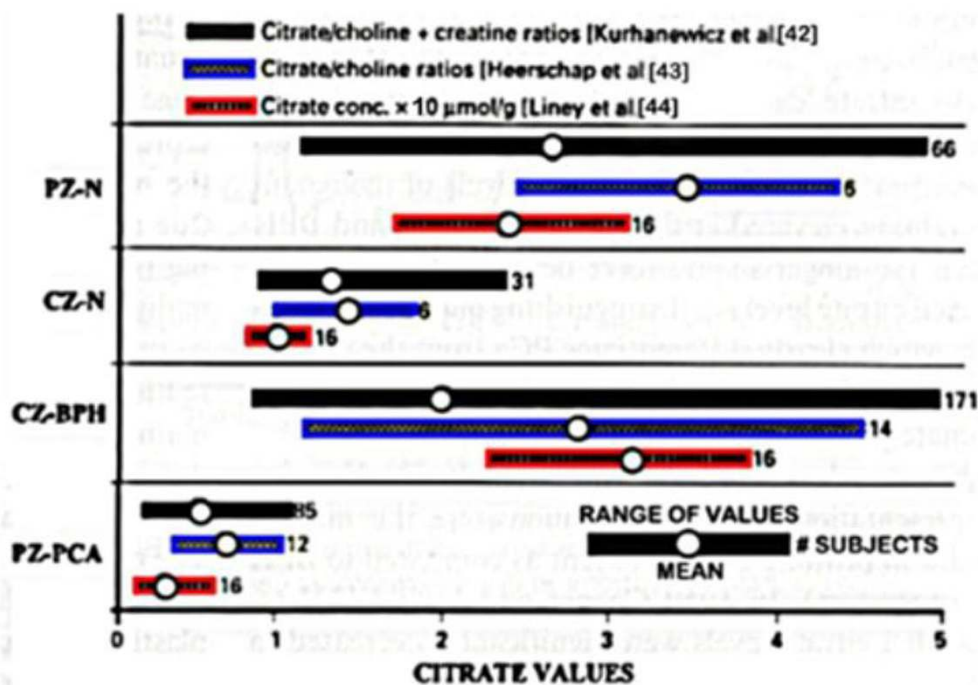 Citrate/choline + creatine ratios [Kurhanewicz et al.[42]
Citrate/choline ratios [Heerschap et al [43]
Citrate conc. × 10 μmol/g [Liney et al.[44]
PZ-N
66
6
16
CZ-N
31
6
16
CZ-BPH
171
14
16
PZ-PCA
85
12
16
RANGE OF VALUES
# SUBJECTS
MEAN
0 1 2 3 4 5
CITRATE VALUES